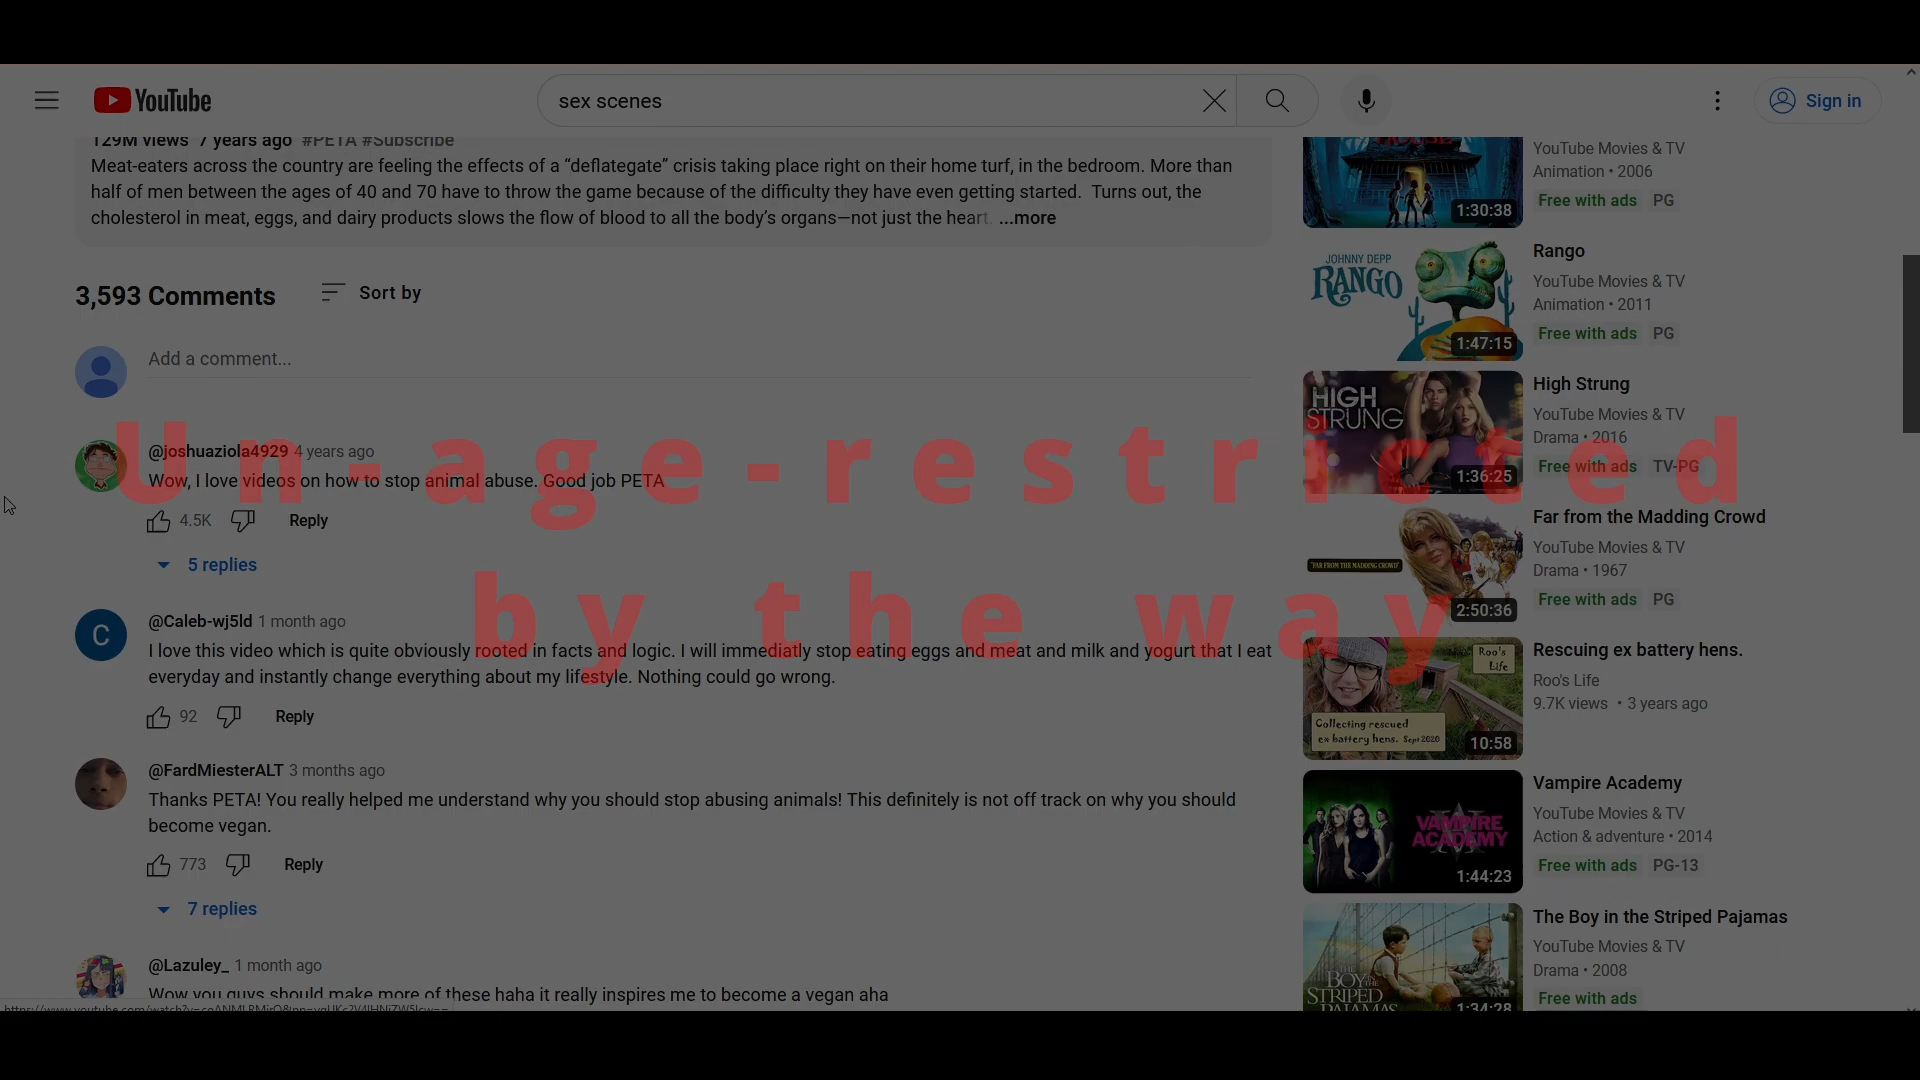 YouTube
sex scenes
Sign in
129M views 7 years ago #PETA #Subscribe
Meat-eaters across the country are feeling the effects of a “deflategate” crisis taking place right on their home turf, in the bedroom. More than
half of men between the ages of 40 and 70 have to throw the game because of the difficulty they have even getting started. Turns out, the
cholesterol in meat, eggs, and dairy products slows the flow of blood to all the body’s organs—not just the heart. ...more
3,593 Comments
Sort by
Add a comment...
@joshuaziola4929 4 years ago
Wow, I love videos on how to stop animal abuse. Good job PETA
4.5K
Reply
5 replies
@Caleb-wj5ld 1 month ago
I love this video which is quite obviously rooted in facts and logic. I will immediatly stop eating eggs and meat and milk and yogurt that I eat
everyday and instantly change everything about my lifestyle. Nothing could go wrong.
92
Reply
@FardMiesterALT 3 months ago
Thanks PETA! You really helped me understand why you should stop abusing animals! This definitely is not off track on why you should
become vegan.
773
Reply
7 replies
@Lazuley_ 1 month ago
Wow you guys should make more of these haha it really inspires me to become a vegan aha
Un-age-restricted
by the way
1:30:38
YouTube Movies & TV
Animation • 2006
Free with ads PG
JOHNNY DEPP
RANGO
1:47:15
Rango
YouTube Movies & TV
Animation • 2011
Free with ads PG
HIGH
STRUNG
1:36:25
High Strung
YouTube Movies & TV
Drama • 2016
Free with ads TV-PG
"FAR FROM THE MADDING CROWD"
2:50:36
Far from the Madding Crowd
YouTube Movies & TV
Drama • 1967
Free with ads PG
Roo's
Life
Collecting rescued
ex battery hens. Sept 2020
10:58
Rescuing ex battery hens.
Roo's Life
9.7K views • 3 years ago
VAMPIRE
ACADEMY
1:44:23
Vampire Academy
YouTube Movies & TV
Action & adventure • 2014
Free with ads PG-13
THE
BOY IN THE
STRIPED
PAJAMAS
1:34:28
The Boy in the Striped Pajamas
YouTube Movies & TV
Drama • 2008
Free with ads